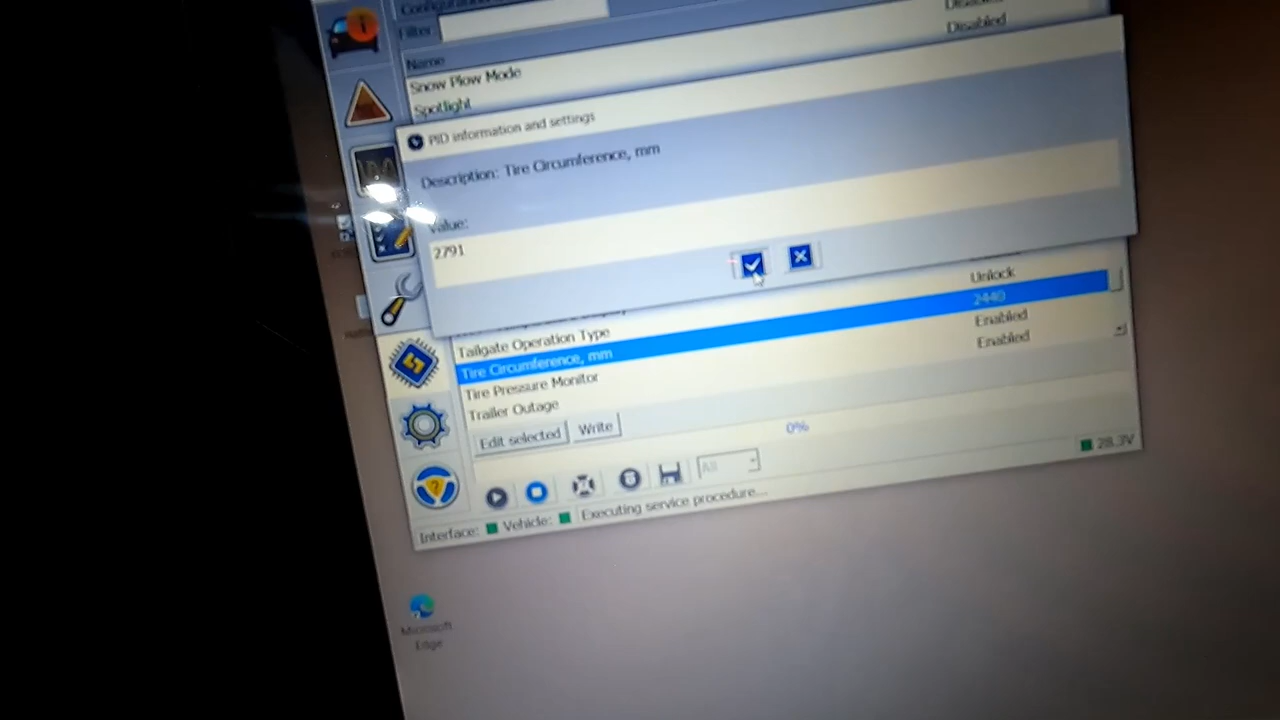 Disabled
Filter:
Disabled
Name
Snow Plow Mode
Spotlight
PID information and settings
Description: Tire Circumference, mm
Value:
2791
Unlock
Tailgate Operation Type
2440
Tire Circumference, mm
Enabled
Tire Pressure Monitor
Enabled
Trailer Outage
Edit selected
Write
0%
All
28.3V
Interface: Vehicle: Executing service procedure...
Microsoft
Edge